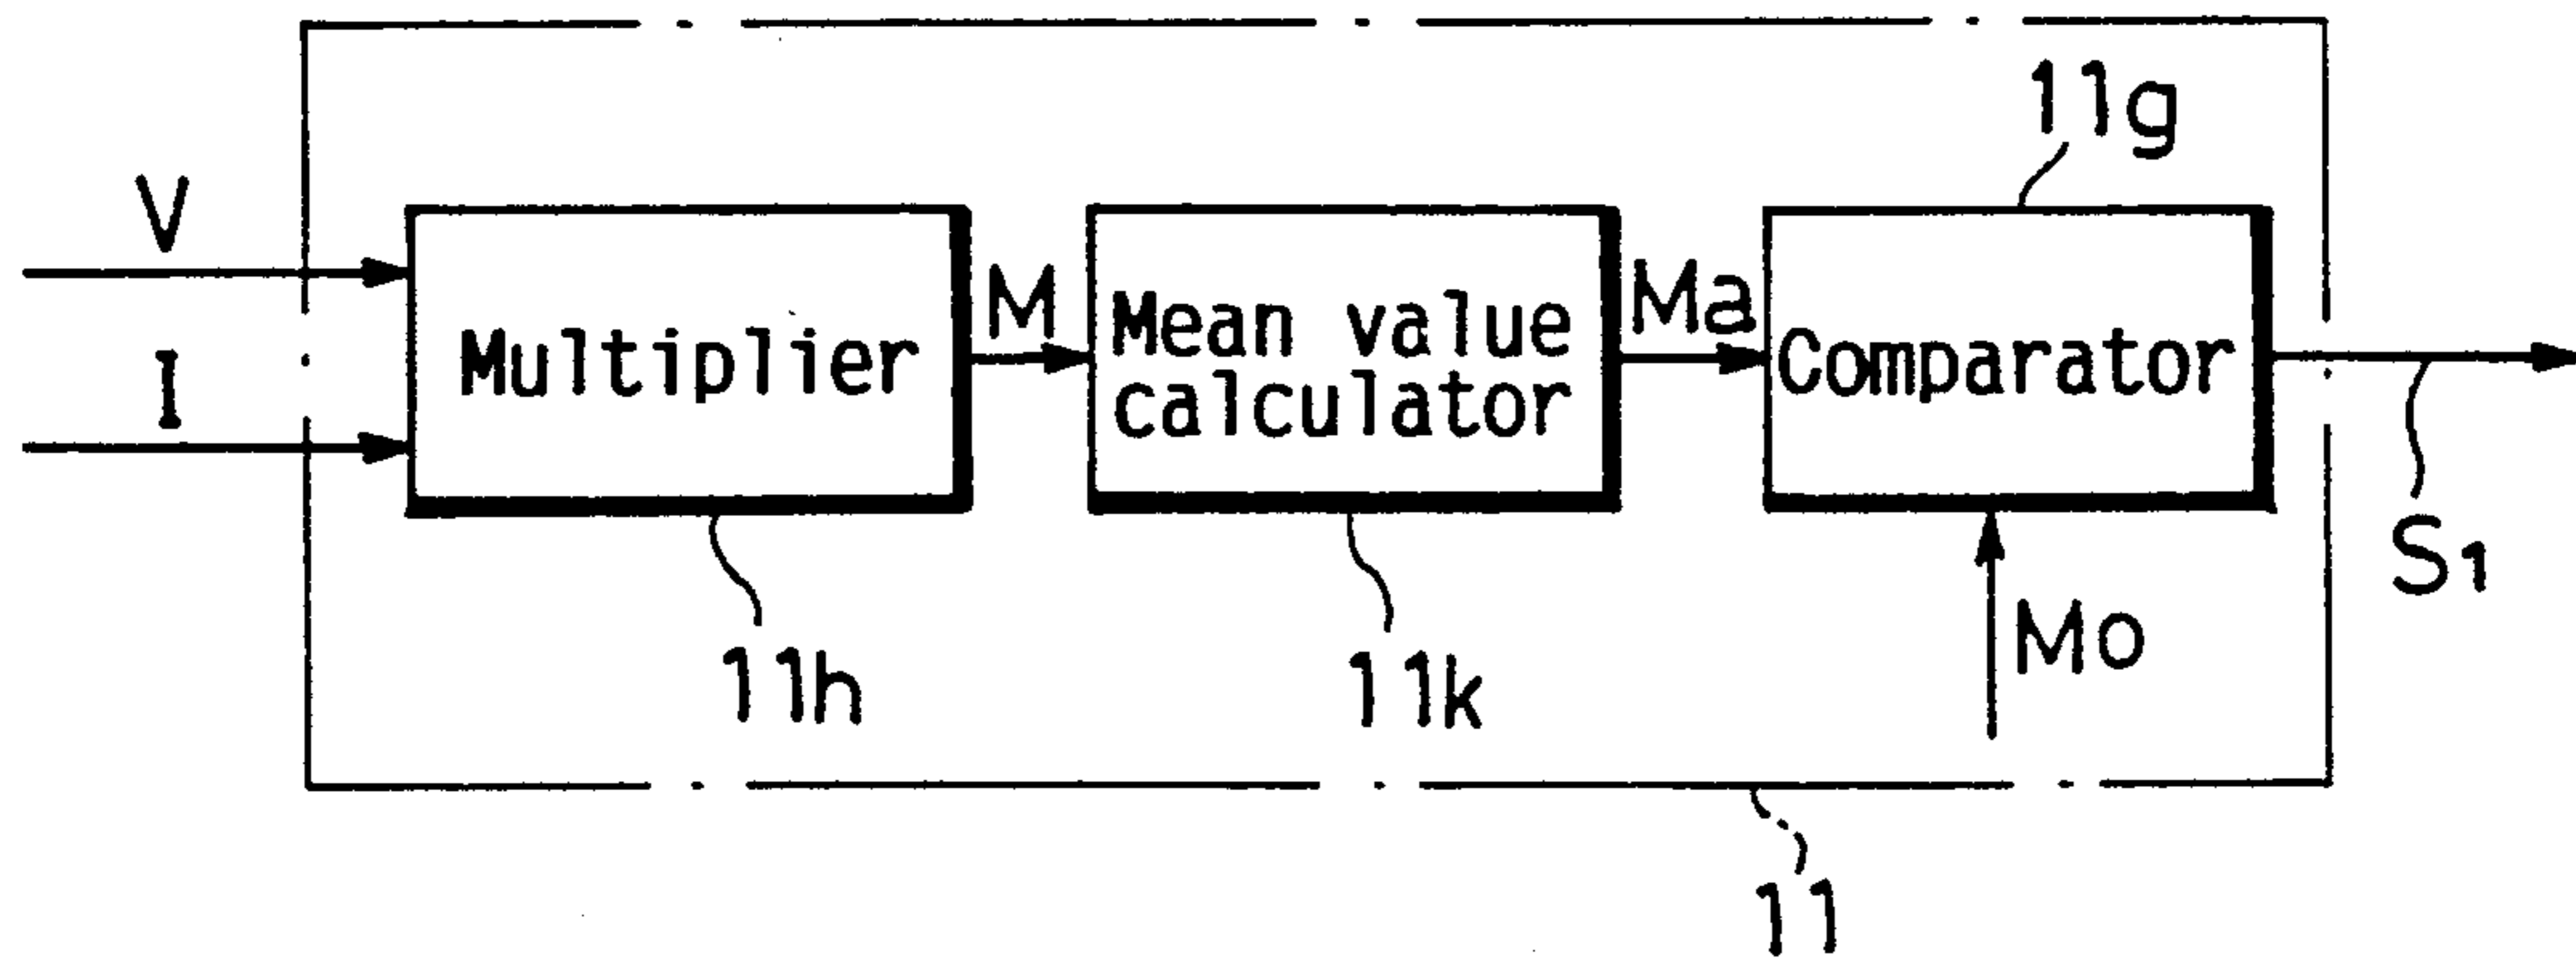 11g
V
I
Multiplier
M
Mean value
calculator
Ma
Comparator
S1
Mo
11h
11k
11